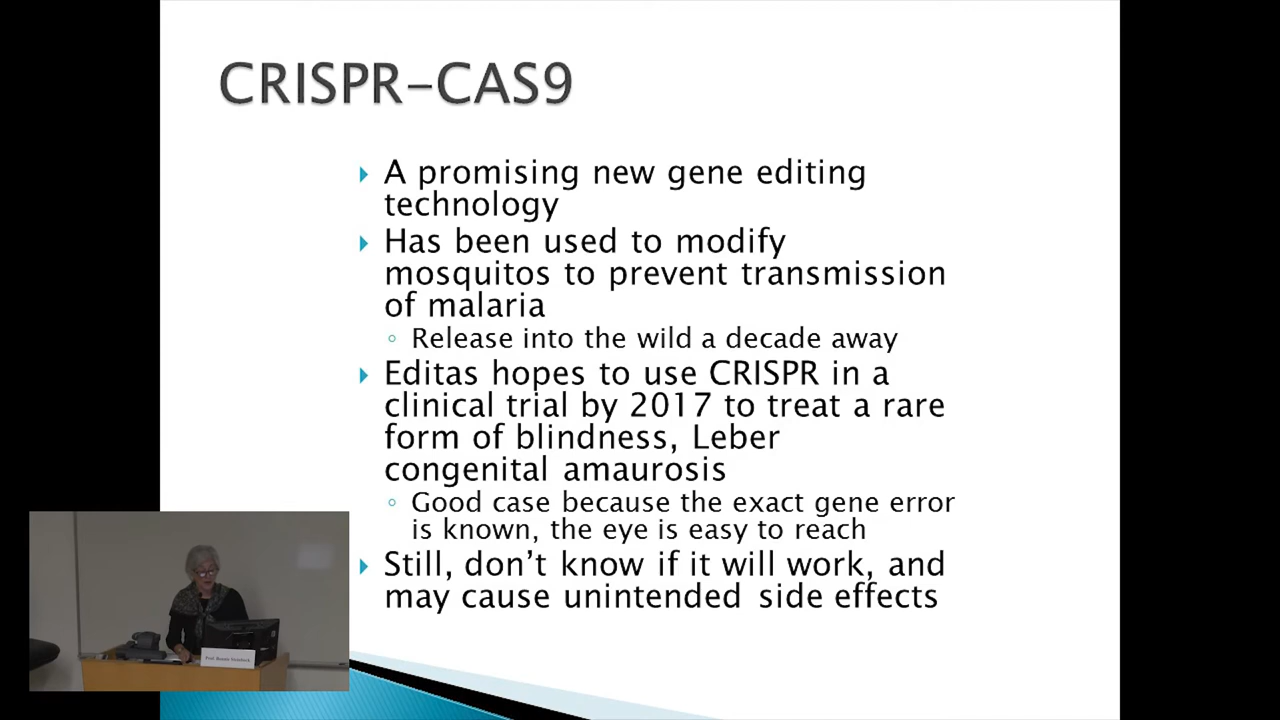 CRISPR-CAS9
A promising new gene editing
technology
Has been used to modify
mosquitos to prevent transmission
of malaria
Release into the wild a decade away
Editas hopes to use CRISPR in a
clinical trial by 2017 to treat a rare
form of blindness, Leber
congenital amaurosis
Good case because the exact gene error
is known, the eye is easy to reach
Still, don't know if it will work, and
may cause unintended side effects
Prof. Bonnie Steinbock